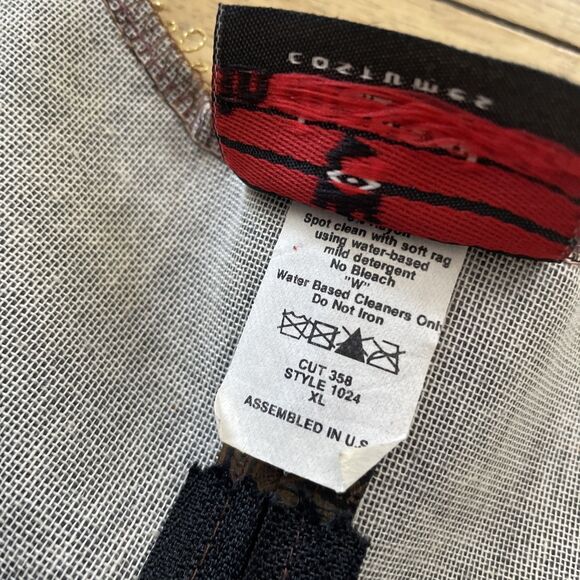 COSTUMES
Spot clean with soft rag
using water-based
mild detergent
No Bleach
"W"
Water Based Cleaners Only
Do Not Iron
CUT 358
STYLE 1024
XL
ASSEMBLED IN U.S